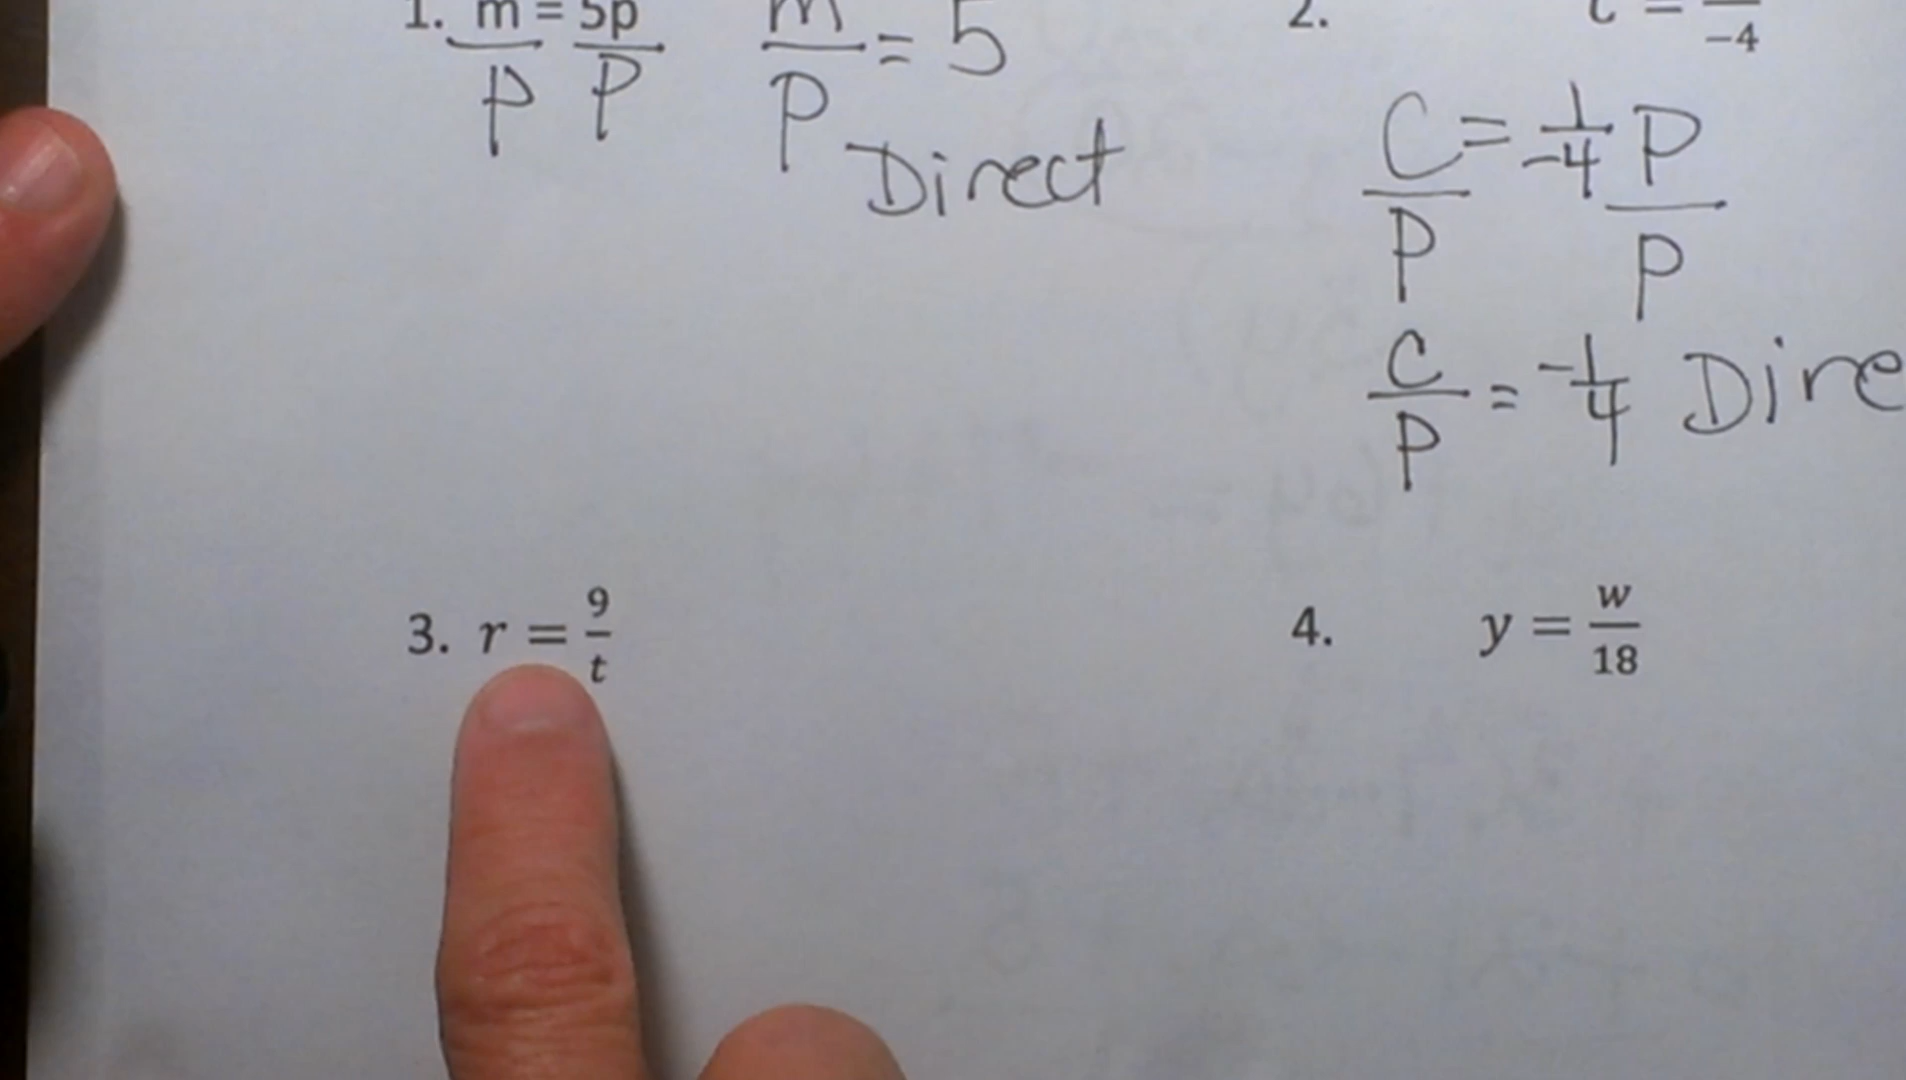 1. m = 5p
p p
m/p = 5
Direct
2. c = /-4
C = 1/-4 P
P P
C/P = -1/4 Dire
3. r = 9/t
4. y = w/18